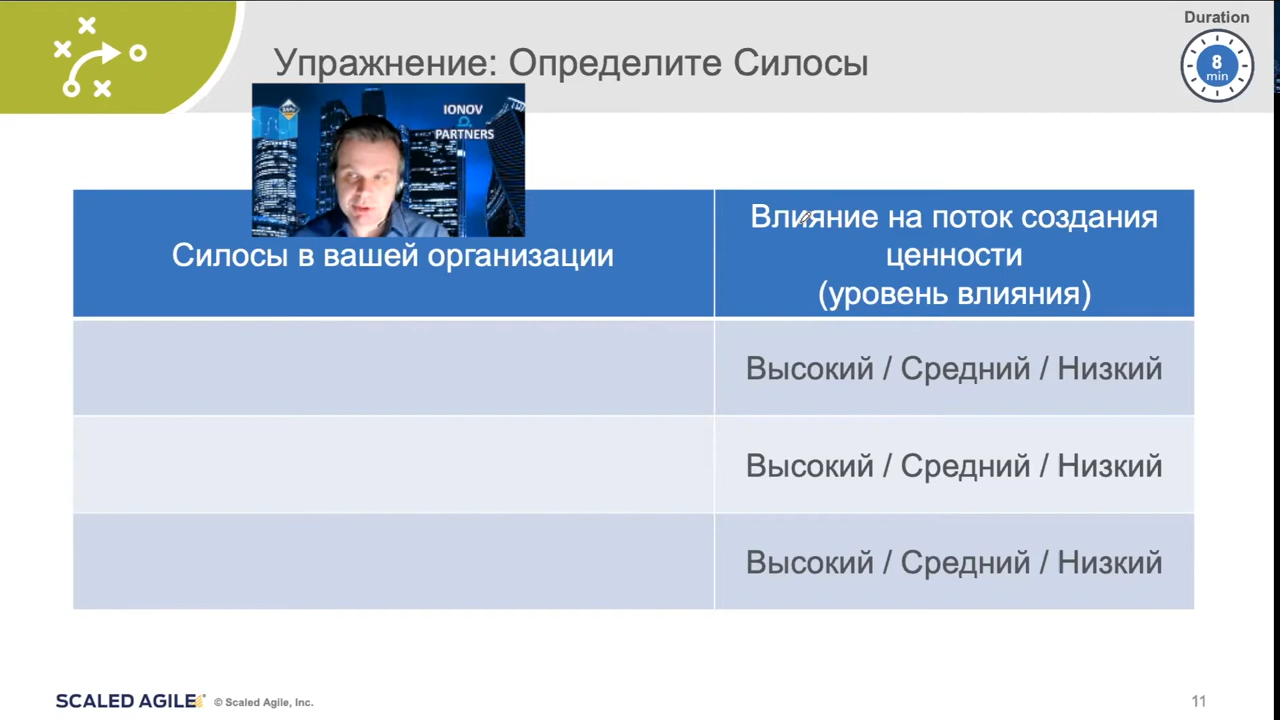 Duration
8
min
Упражнение: Определите Силосы
IONOV
PARTNERS
Силосы в вашей организации
Влияние на поток создания
ценности
(уровень влияния)
Высокий / Средний / Низкий
Высокий / Средний / Низкий
Высокий / Средний / Низкий
SCALED AGILE
© Scaled Agile, Inc.
11